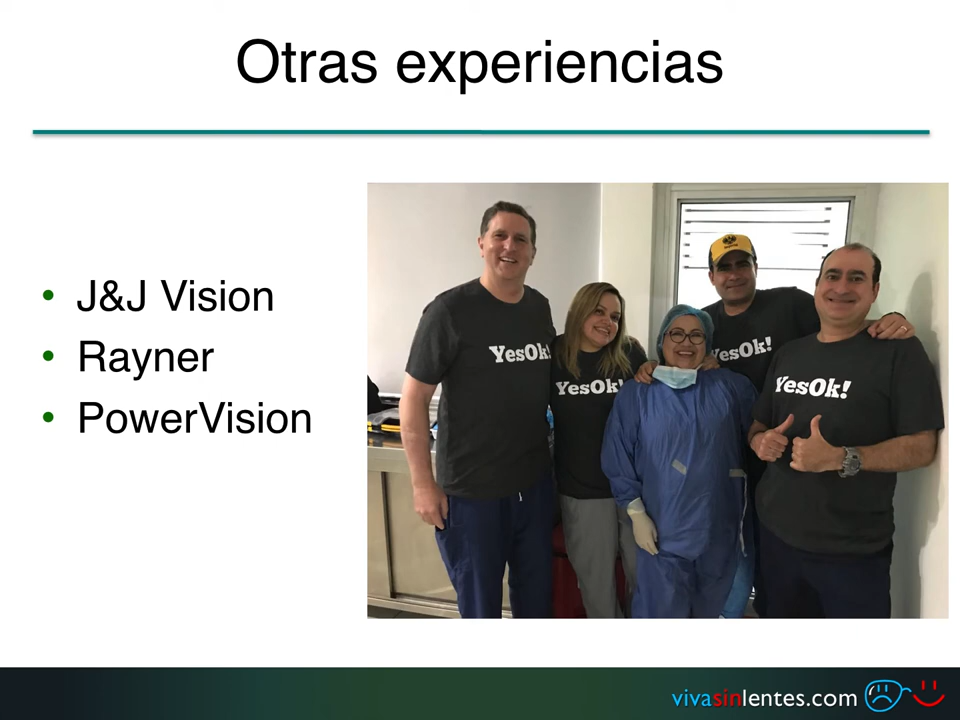 Otras experiencias
• J&J Vision
• Rayner
• PowerVision
YesOk!
YesOk!
YesOk!
YesOk!
vivasinlentes.com